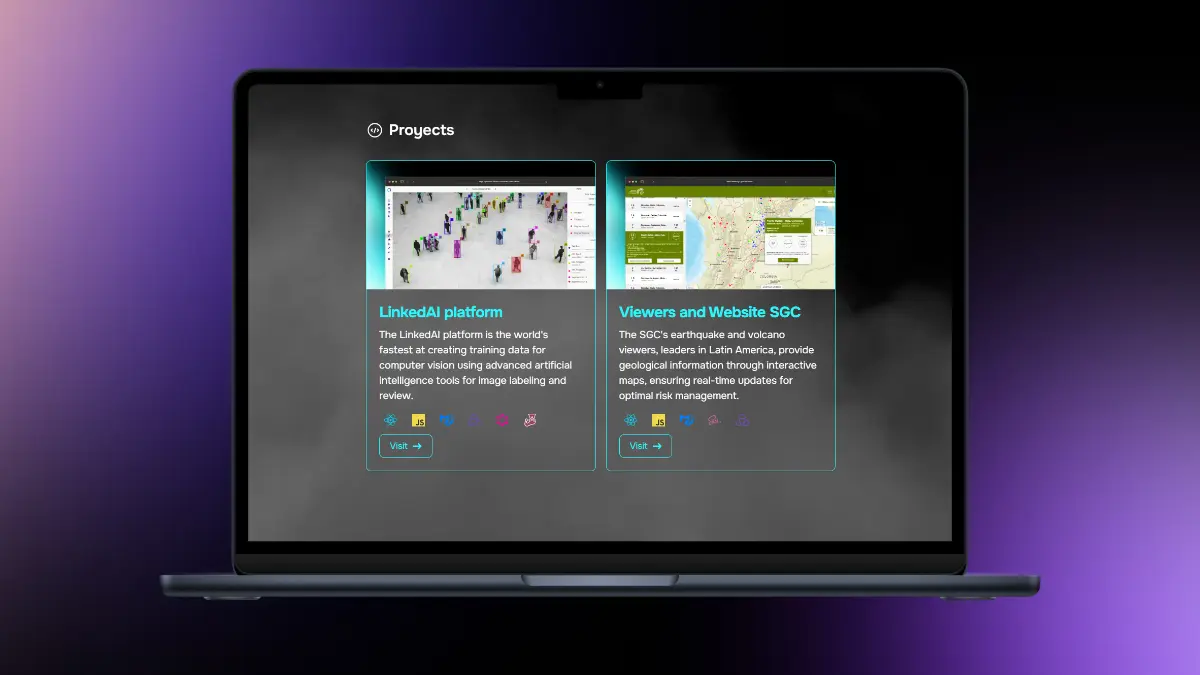 Proyects
LinkedAI platform
The LinkedAI platform is the world's
fastest at creating training data for
computer vision using advanced artificial
intelligence tools for image labeling and
review.
JS
Visit
Viewers and Website SGC
The SGC's earthquake and volcano
viewers, leaders in Latin America, provide
geological information through interactive
maps, ensuring real-time updates for
optimal risk management.
JS
Visit